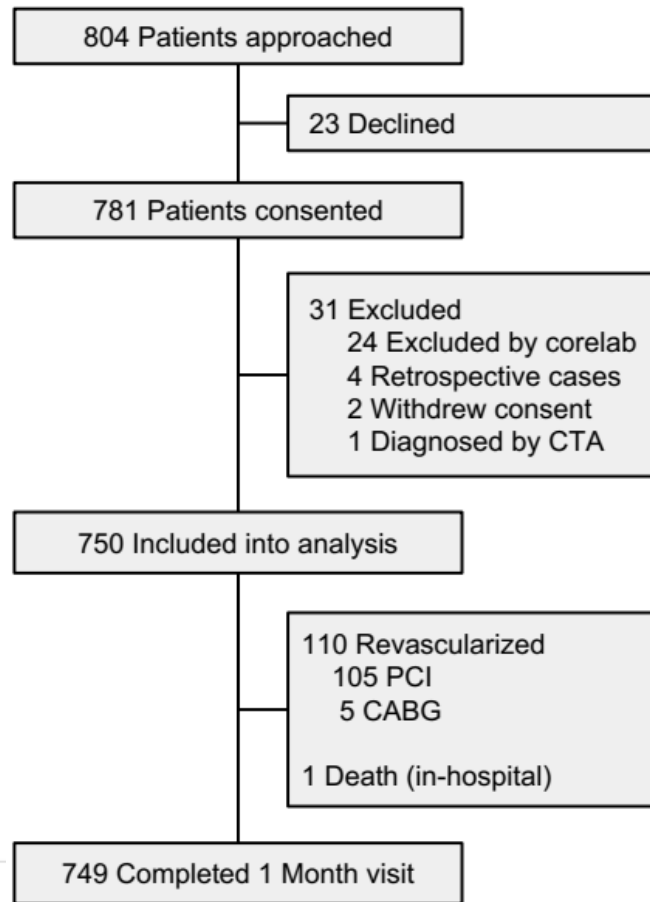 804 Patients approached
23 Declined
781 Patients consented
31 Excluded
24 Excluded by corelab
4 Retrospective cases
2 Withdrew consent
1 Diagnosed by CTA
750 Included into analysis
110 Revascularized
105 PCI
5 CABG
1 Death (in-hospital)
749 Completed 1 Month visit